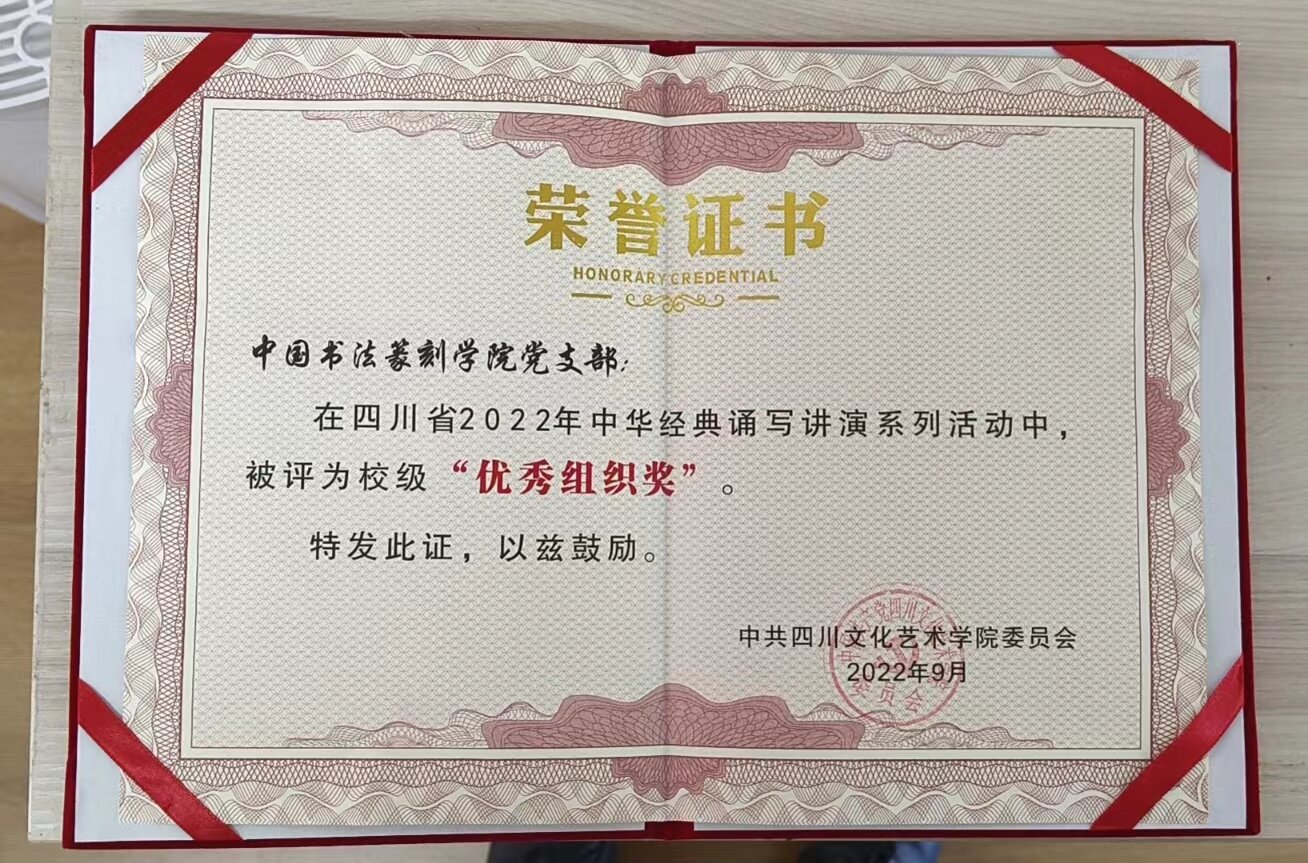 荣誉证书
HONORARY CREDENTIAL
中国书法篆刻学院党支部：
在四川省2022年中华经典诵写讲演系列活动中，
被评为校级“优秀组织奖”。
特发此证，以兹鼓励。
中共四川文化艺术学院委员会
2022年9月